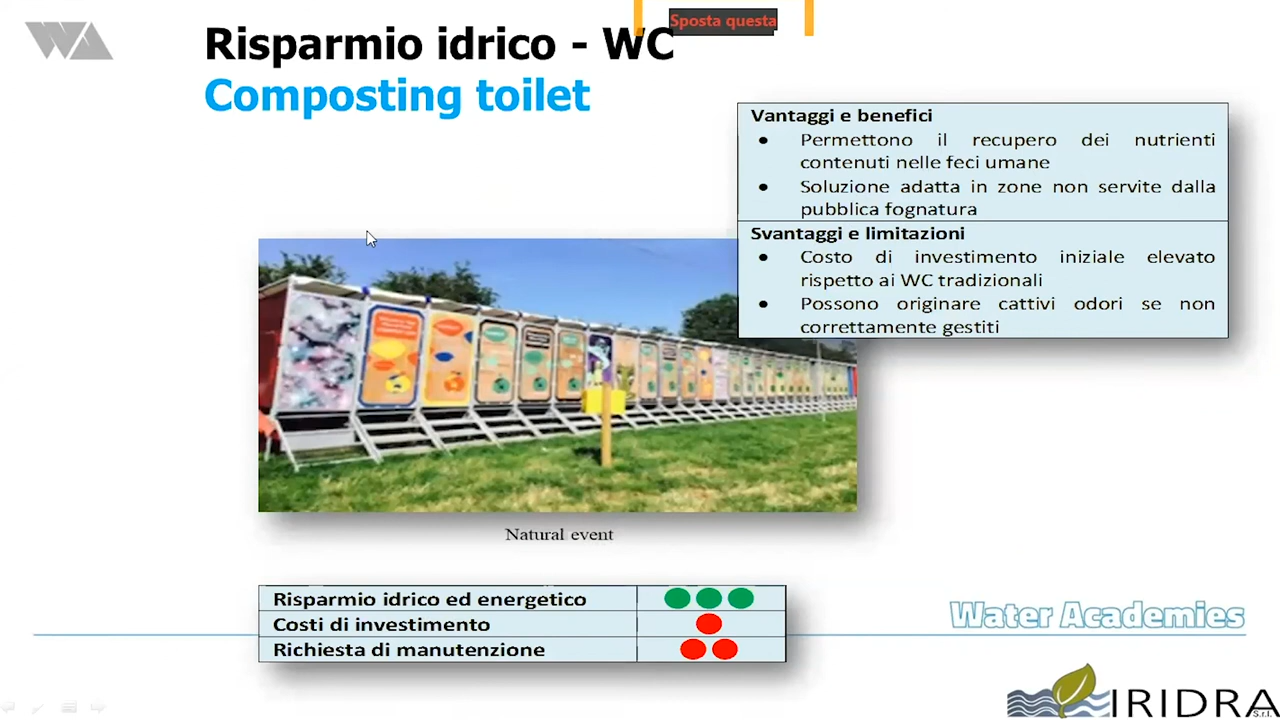 Sposta questa
WA
Risparmio idrico - WC
Composting toilet
Vantaggi e benefici
● Permettono il recupero dei nutrienti
contenuti nelle feci umane
● Soluzione adatta in zone non servite dalla
pubblica fognatura
Svantaggi e limitazioni
● Costo di investimento iniziale elevato
rispetto ai WC tradizionali
● Possono originare cattivi odori se non
correttamente gestiti
Natural event
Risparmio idrico ed energetico
Costi di investimento
Richiesta di manutenzione
Water Academies
IRIDRA
S.r.l.